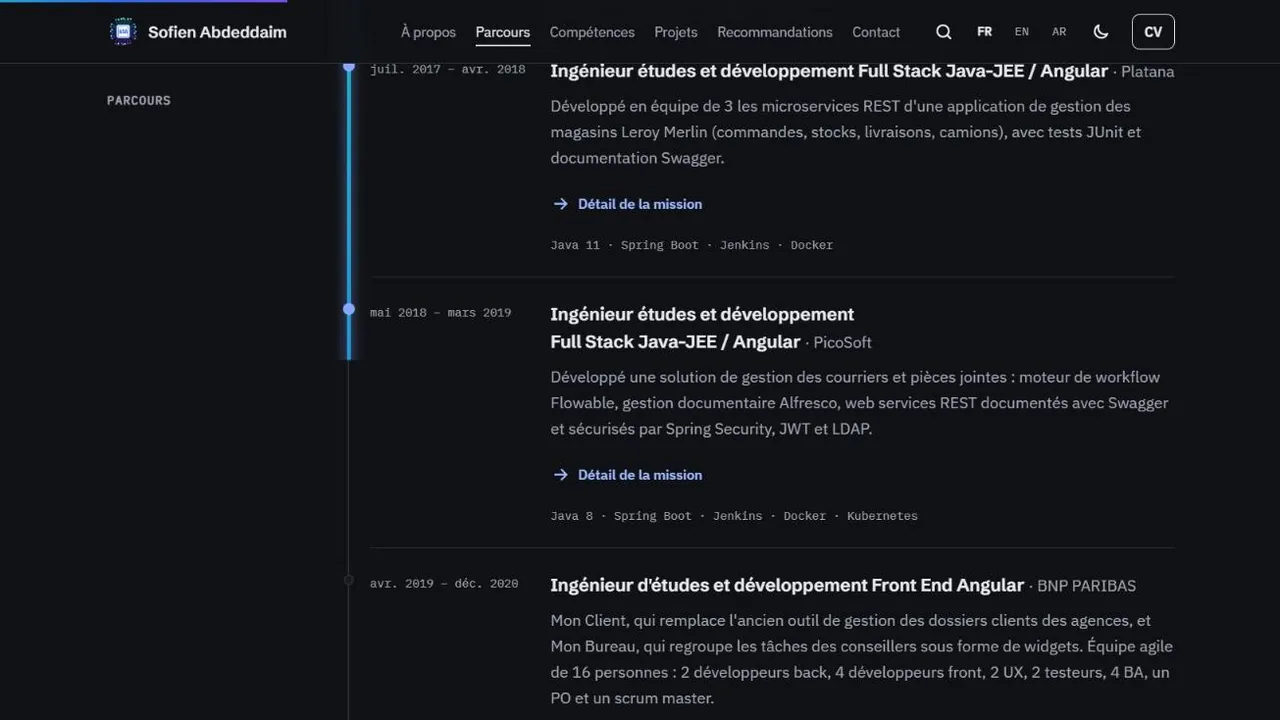 Sofien Abdeddaim
À propos Parcours Compétences Projets Recommandations Contact FR EN AR CV
PARCOURS
juil. 2017 – avr. 2018
Ingénieur études et développement Full Stack Java-JEE / Angular · Platana
Développé en équipe de 3 les microservices REST d'une application de gestion des
magasins Leroy Merlin (commandes, stocks, livraisons, camions), avec tests JUnit et
documentation Swagger.
→ Détail de la mission
Java 11 · Spring Boot · Jenkins · Docker
mai 2018 – mars 2019
Ingénieur études et développement
Full Stack Java-JEE / Angular · PicoSoft
Développé une solution de gestion des courriers et pièces jointes : moteur de workflow
Flowable, gestion documentaire Alfresco, web services REST documentés avec Swagger
et sécurisés par Spring Security, JWT et LDAP.
→ Détail de la mission
Java 8 · Spring Boot · Jenkins · Docker · Kubernetes
avr. 2019 – déc. 2020
Ingénieur d'études et développement Front End Angular · BNP PARIBAS
Mon Client, qui remplace l'ancien outil de gestion des dossiers clients des agences, et
Mon Bureau, qui regroupe les tâches des conseillers sous forme de widgets. Équipe agile
de 16 personnes : 2 développeurs back, 4 développeurs front, 2 UX, 2 testeurs, 4 BA, un
PO et un scrum master.